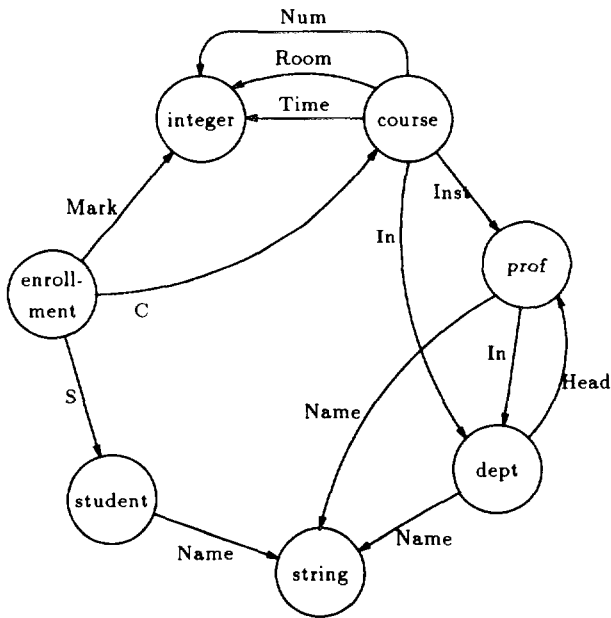 Num
Room
Time
integer
course
Mark
Inst
In
prof
enroll-
ment
C
In
Head
S
Name
dept
student
Name
Name
string